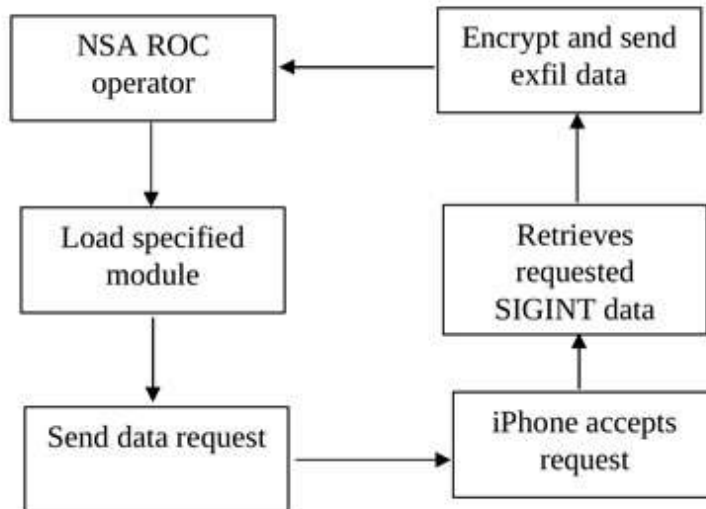 NSA ROC
operator
Load specified
module
Send data request
iPhone accepts
request
Retrieves
requested
SIGINT data
Encrypt and send
exfil data